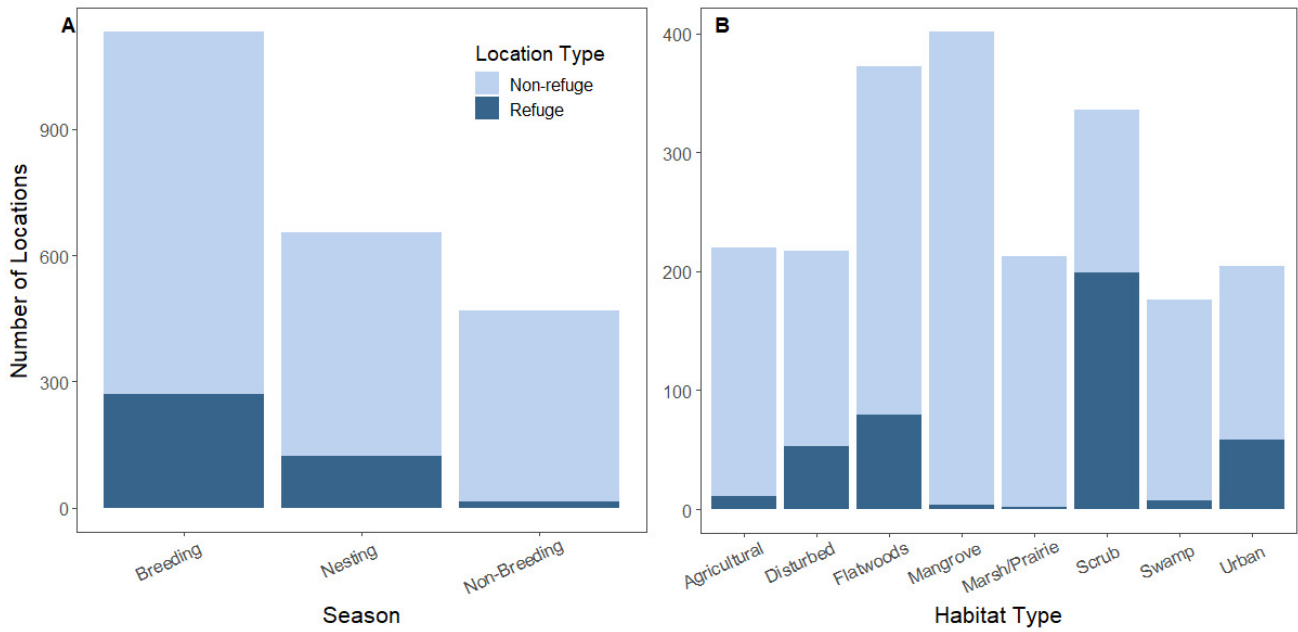 A
Location Type
Non-refuge
Refuge
Number of Locations
900
600
300
0
Breeding
Nesting
Non-Breeding
Season
B
400
300
200
100
0
Agricultural
Disturbed
Flatwoods
Mangrove
Marsh/Prairie
Scrub
Swamp
Urban
Habitat Type